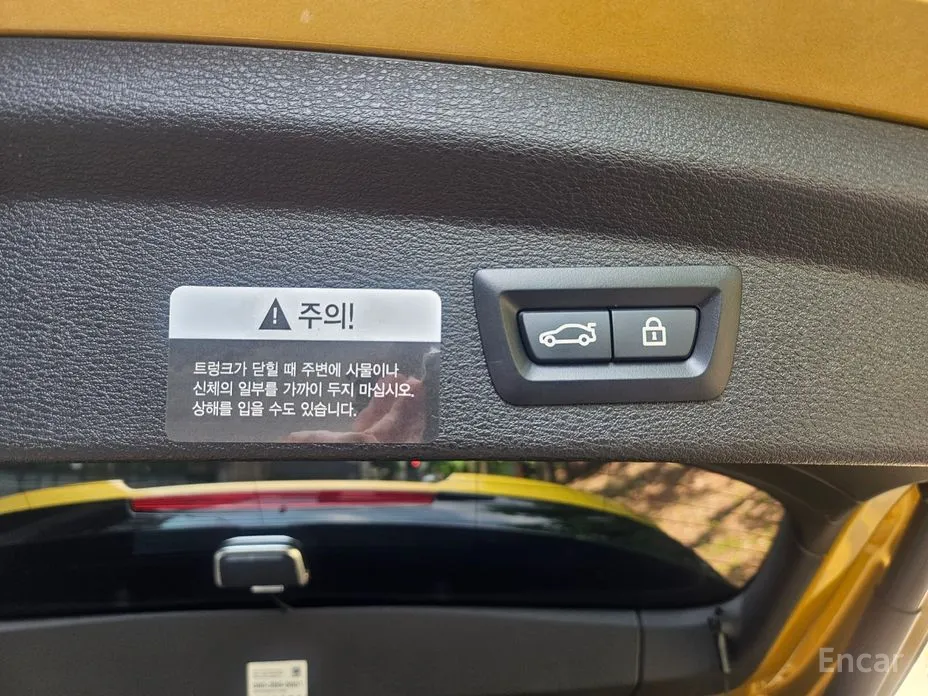 주의!
트렁크가 닫힐 때 주변에 사물이나
신체의 일부를 가까이 두지 마십시오.
상해를 입을 수도 있습니다.
Encar